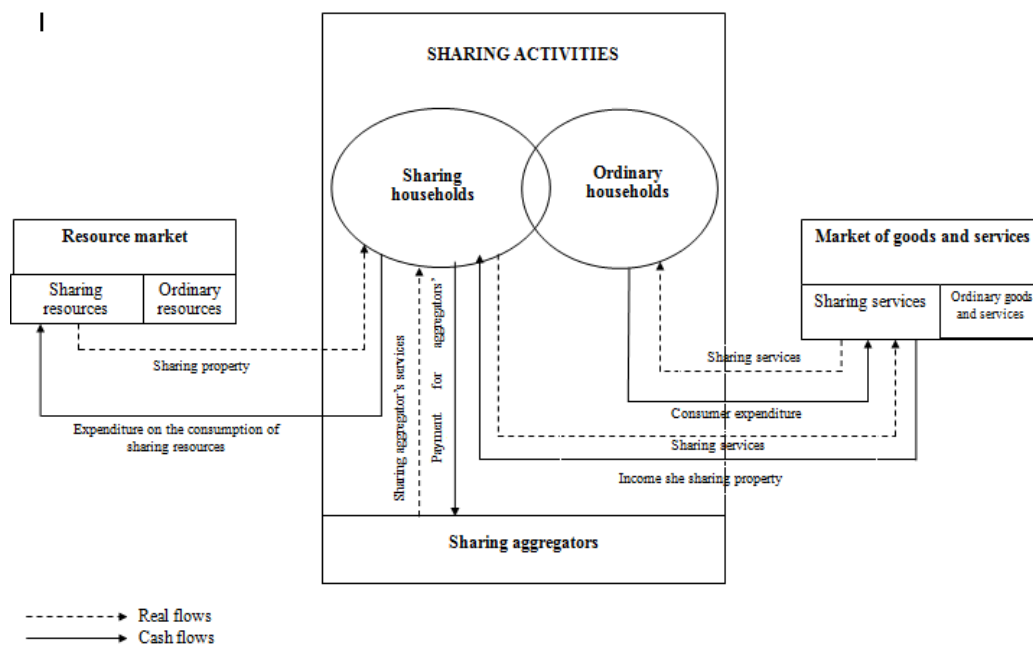 SHARING ACTIVITIES
Sharing
households
Ordinary
households
Resource market
Sharing
resources
Ordinary
resources
Market of goods and services
Sharing services
Ordinary goods
and services
Sharing property
Expenditure on the consumption of
sharing resources
Sharing aggregator's services
Payment for aggregators'
Sharing services
Consumer expenditure
Sharing services
Income she sharing property
Sharing aggregators
Real flows
Cash flows